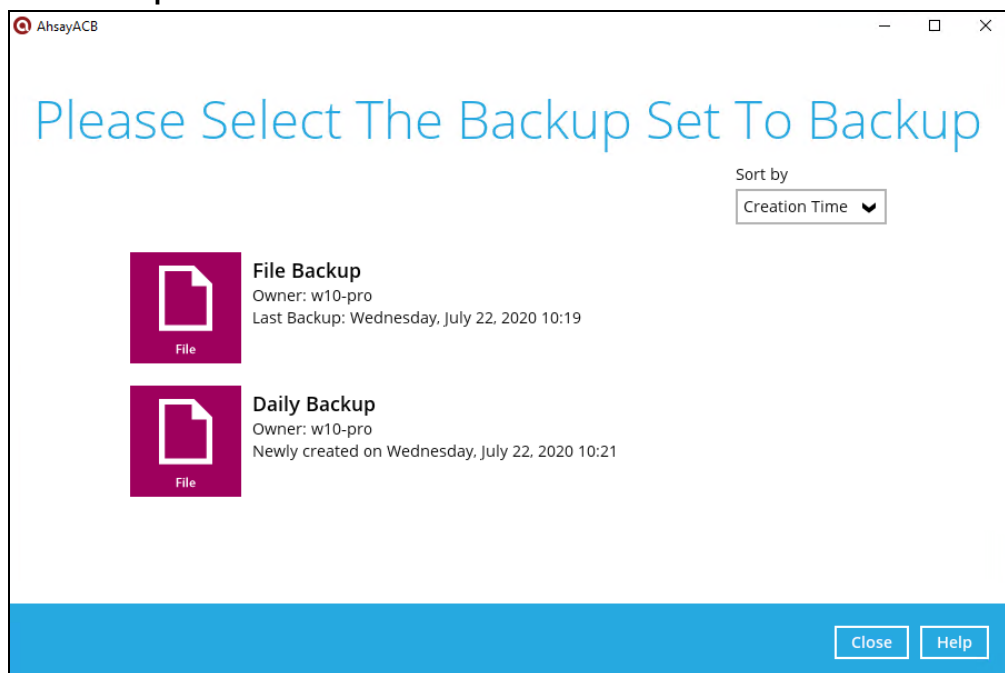 AhsayACB
Please Select The Backup Set To Backup
Sort by
Creation Time
File Backup
Owner: w10-pro
Last Backup: Wednesday, July 22, 2020 10:19
File
Daily Backup
Owner: w10-pro
Newly created on Wednesday, July 22, 2020 10:21
File
Close
Help